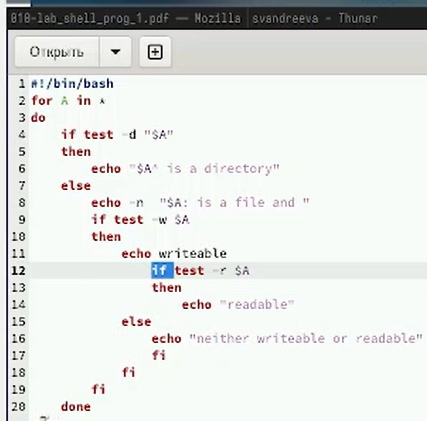 010-lab_shell_prog_1.pdf — Mozilla svandreeva - Thunar
Открыть
1 #!/bin/bash
2 for A in *
3 do
4 if test -d "$A"
5 then
6 echo "$A" is a directory"
7 else
8 echo -n "$A: is a file and "
9 if test -w $A
10 then
11 echo writeable
12 if test -r $A
13 then
14 echo "readable"
15 else
16 echo "neither writeable or readable"
17 fi
18 fi
19 fi
20 done